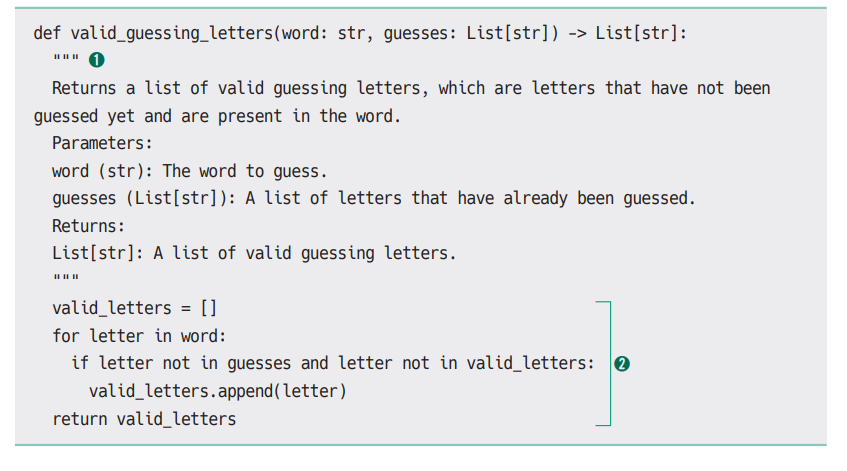 def valid_guessing_letters(word: str, guesses: List[str]) -> List[str]:
""" ❶
Returns a list of valid guessing letters, which are letters that have not been
guessed yet and are present in the word.
Parameters:
word (str): The word to guess.
guesses (List[str]): A list of letters that have already been guessed.
Returns:
List[str]: A list of valid guessing letters.
"""
valid_letters = []
for letter in word:
if letter not in guesses and letter not in valid_letters: ❷
valid_letters.append(letter)
return valid_letters